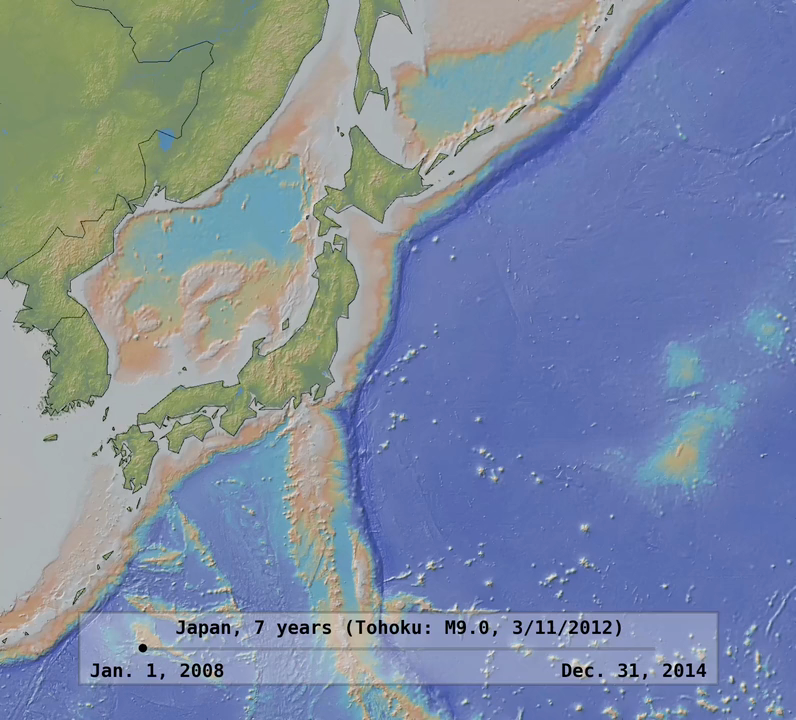 Japan, 7 years (Tohoku: M9.0, 3/11/2012)
Jan. 1, 2008 Dec. 31, 2014